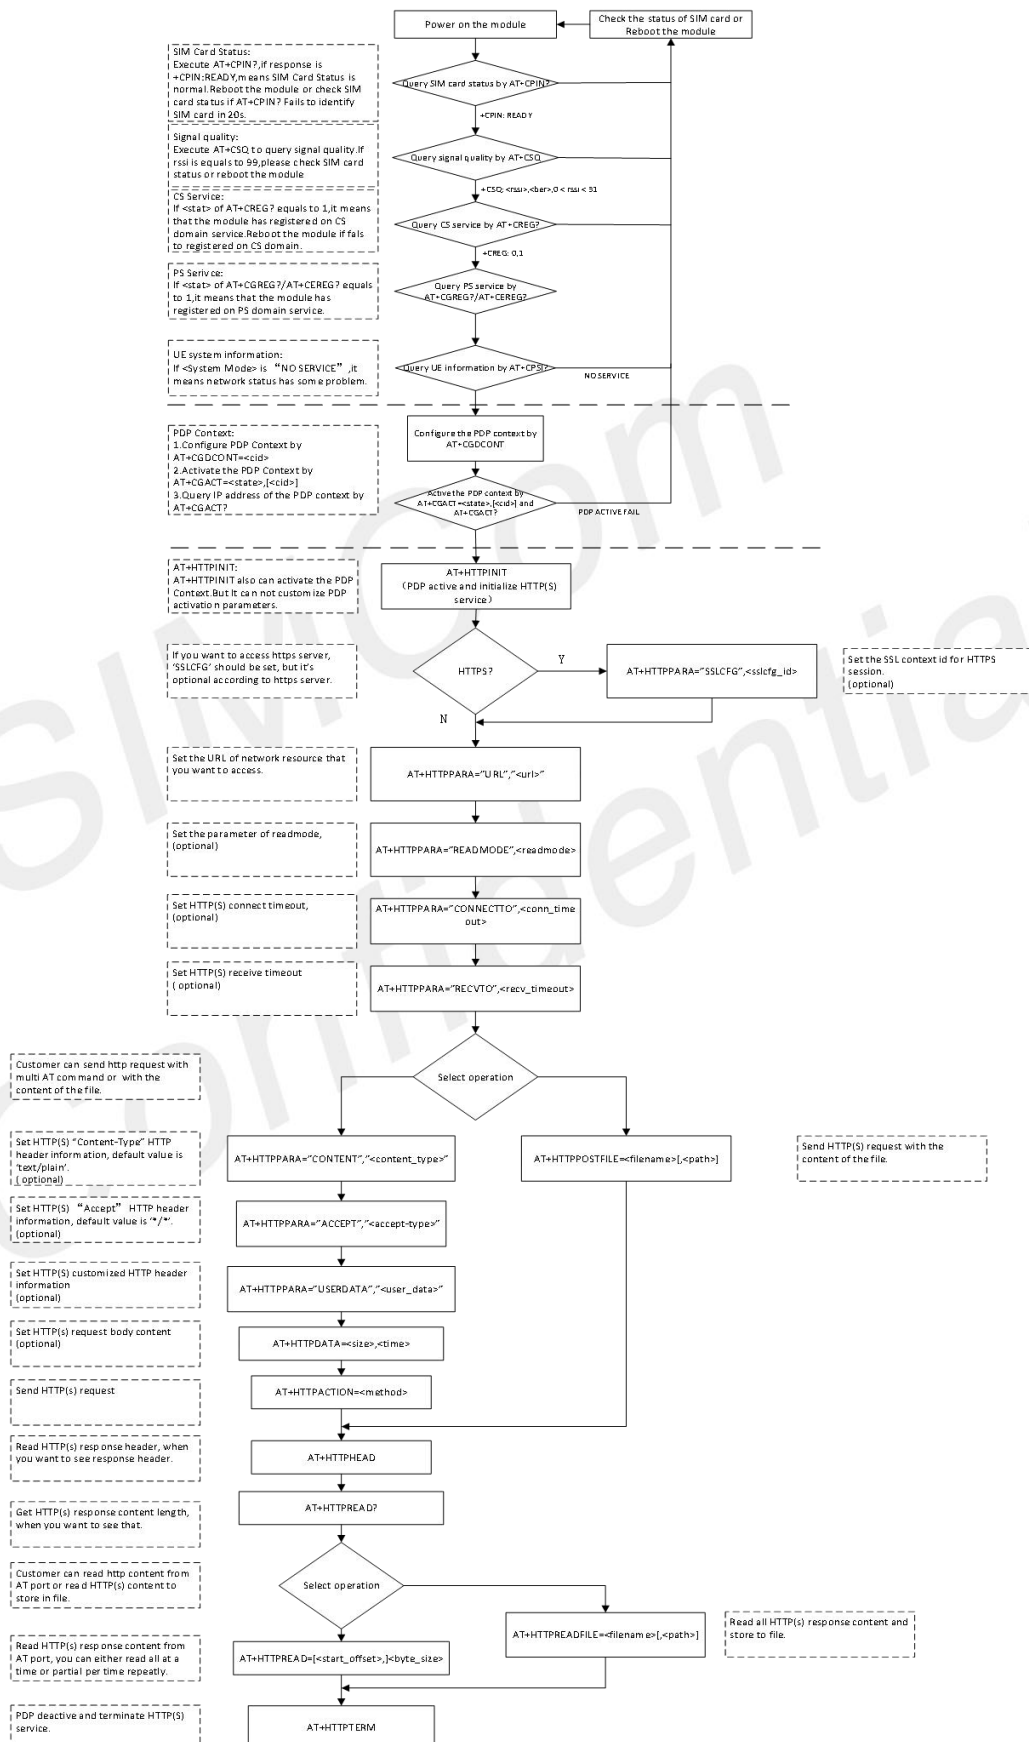 Power on the module
Check the status of SIM card or
Reboot the module
SIM Card Status:
Execute AT+CPIN?,if response is
+CPIN:READY,means SIM Card Status is
normal.Reboot the module or check SIM
card status if AT+CPIN? Fails to identify
SIM card in 20s.
Query SIM card status by AT+CPIN?
+CPIN: READY
Signal quality:
Execute AT+CSQ to query signal quality.If
rssi is equals to 99,please check SIM card
status or reboot the module
Query signal quality by AT+CSQ
+CSQ: <rssi>,<ber>,0 < rssi < 31
CS Service:
If <stat> of AT+CREG? equals to 1,it means
that the module has registered on CS
domain service.Reboot the module if fals
to registered on CS domain.
Query CS service by AT+CREG?
+CREG: 0,1
PS Serivce:
If <stat> of AT+CGREG?/AT+CEREG? equals
to 1,it means that the module has
registered on PS domain service.
Query PS service by
AT+CGREG?/AT+CEREG?
UE system information:
If <System Mode> is “NO SERVICE” ,it
means network status has some problem.
Query UE information by AT+CPSI?
NO SERVICE
PDP Context:
1.Configure PDP Context by
AT+CGDCONT=<cid>
2.Activate the PDP Context by
AT+CGACT=<state>,[<cid>]
3.Query IP address of the PDP context by
AT+CGACT?
Configure the PDP context by
AT+CGDCONT
Active the PDP context by
AT+CGACT=<state>,[<cid>] and
AT+CGACT?
PDP ACTIVE FAIL
AT+HTTPINIT:
AT+HTTPINIT also can activate the PDP
Context.But It can not customize PDP
activation parameters.
AT+HTTPINIT
(PDP active and initialize HTTP(S)
service)
If you want to access https server,
‘SSLCFG’ should be set, but it’s
optional according to https server.
HTTPS?
Y
AT+HTTPPARA=”SSLCFG”,<sslcfg_id>
Set the SSL context id for HTTPS
session.
(optional)
N
Set the URL of network resource that
you want to access.
AT+HTTPPARA=”URL”,”<url>”
Set the parameter of readmode,
(optional)
AT+HTTPPARA=”READMODE”,<readmode>
Set HTTP(S) connect timeout,
(optional)
AT+HTTPPARA=”CONNECTTO”,<conn_time
out>
Set HTTP(S) receive timeout
( optional)
AT+HTTPPARA=”RECVTO”,<recv_timeout>
Customer can send http request with
multi AT command or with the
content of the file.
Select operation
Set HTTP(S) “Content-Type” HTTP
header information, default value is
‘text/plain’.
( optional)
AT+HTTPPARA=”CONTENT”,”<content_type>”
AT+HTTPPOSTFILE=<filename>[,<path>]
Send HTTP(S) request with the
content of the file.
Set HTTP(S) “Accept” HTTP header
information, default value is ‘*/*’.
(optional)
AT+HTTPPARA=”ACCEPT”,”<accept-type>”
Set HTTP(S) customized HTTP header
information
(optional)
AT+HTTPPARA=”USERDATA”,”<user_data>”
Set HTTP(s) request body content
(optional)
AT+HTTPDATA=<size>,<time>
Send HTTP(s) request
AT+HTTPACTION=<method>
Read HTTP(s) response header, when
you want to see response header.
AT+HTTPHEAD
Get HTTP(s) response content length,
when you want to see that.
AT+HTTPREAD?
Customer can read http content from
AT port or read HTTP(s) content to
store in file.
Select operation
AT+HTTPREADFILE=<filename>[,<path>]
Read all HTTP(s) response content and
store to file.
Read HTTP(s) response content from
AT port, you can either read all at a
time or partial per time repeatly.
AT+HTTPREAD=[<start_offset>,]<byte_size>
PDP deactive and terminate HTTP(S)
service.
AT+HTTPTERM
SIMCom
Confidential